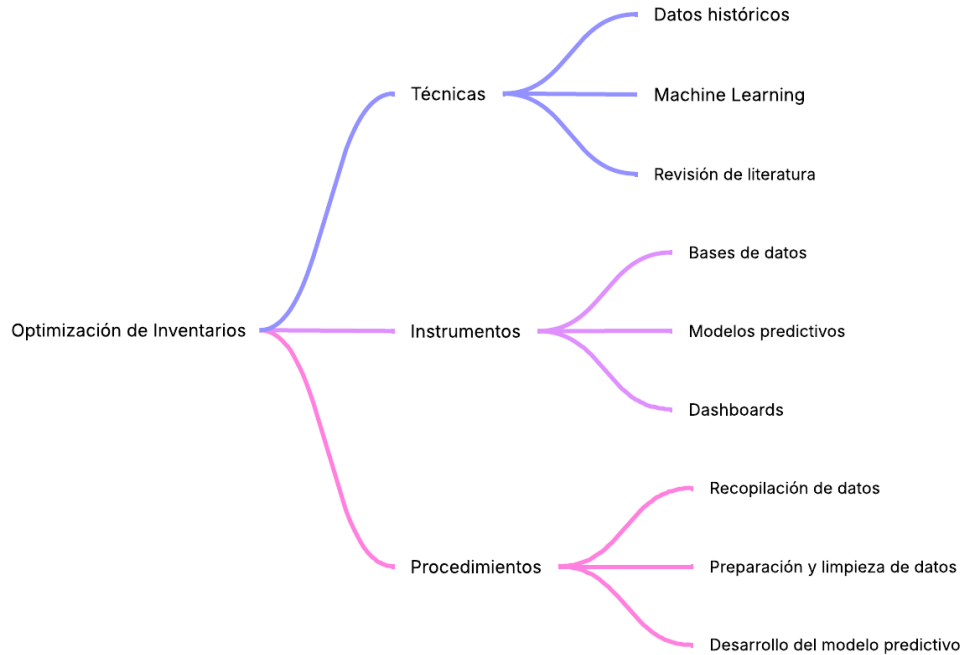 Optimización de Inventarios
Técnicas
Datos históricos
Machine Learning
Revisión de literatura
Instrumentos
Bases de datos
Modelos predictivos
Dashboards
Procedimientos
Recopilación de datos
Preparación y limpieza de datos
Desarrollo del modelo predictivo